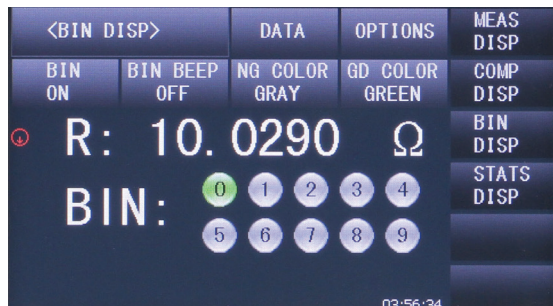 <BIN DISP> DATA OPTIONS MEAS DISP
BIN ON BIN BEEP OFF NG COLOR GRAY GD COLOR GREEN COMP DISP
R: 10.0290 Ω BIN DISP
BIN: 0 1 2 3 4 STATS DISP
5 6 7 8 9
03:56:34